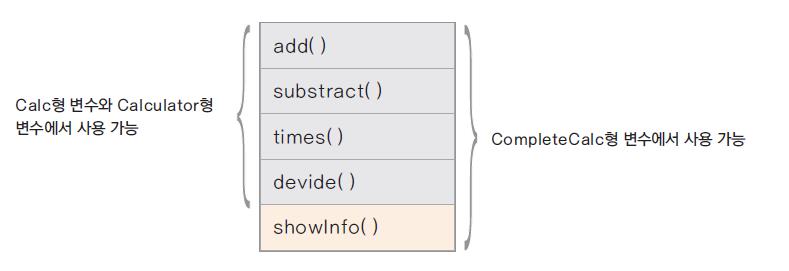 Calc형 변수와 Calculator형
변수에서 사용 가능
add( )
substract( )
times( )
devide( )
showInfo( )
CompleteCalc형 변수에서 사용 가능